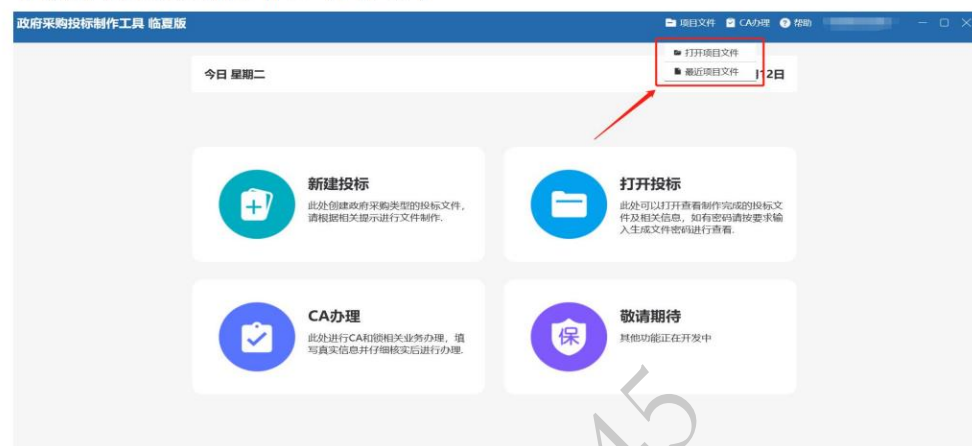 政府采购投标制作工具 临夏版
项目文件 CA办理 帮助
打开项目文件
最近项目文件
今日 星期二
12日
新建投标
此处创建政府采购类型的投标文件,
请根据相关提示进行文件制作.
打开投标
此处可以打开查看制作完成的投标文
件及相关信息, 如有密码请按要求输
入生成文件密码进行查看.
CA办理
此处进行CA和锁相关业务办理, 填
写真实信息并仔细核实后进行办理.
敬请期待
保
其他功能正在开发中
45